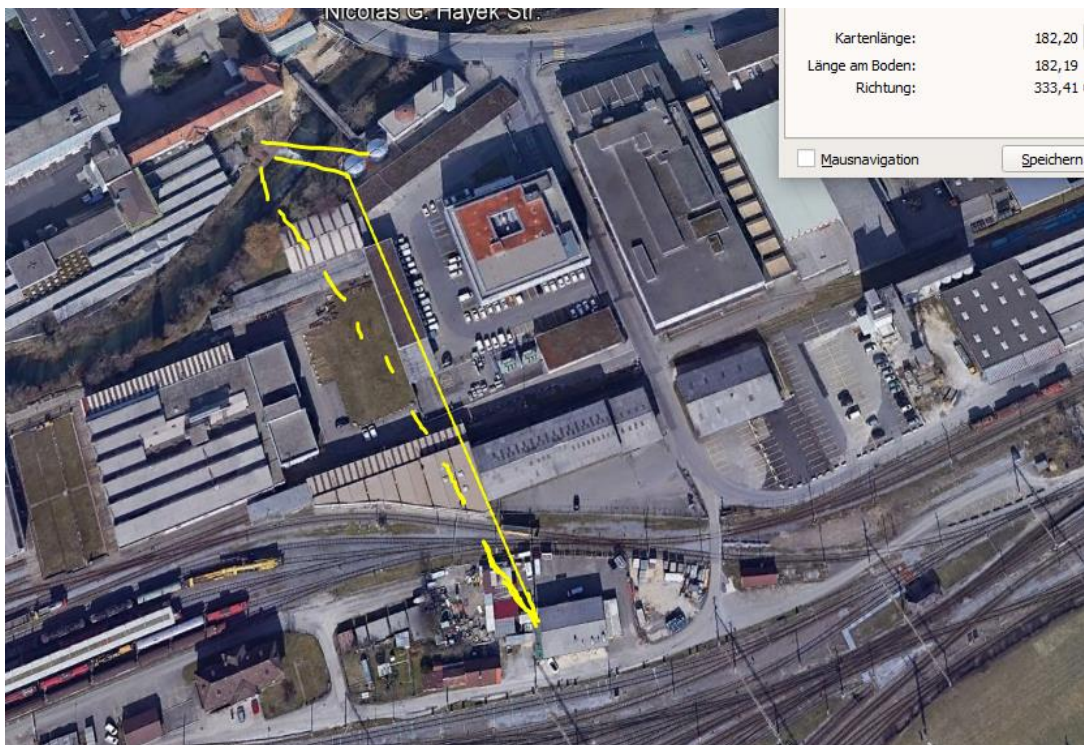 Nicolas G. Hayek Str.
Kartenlänge: 182,20
Länge am Boden: 182,19
Richtung: 333,41
Mausnavigation
Speichern